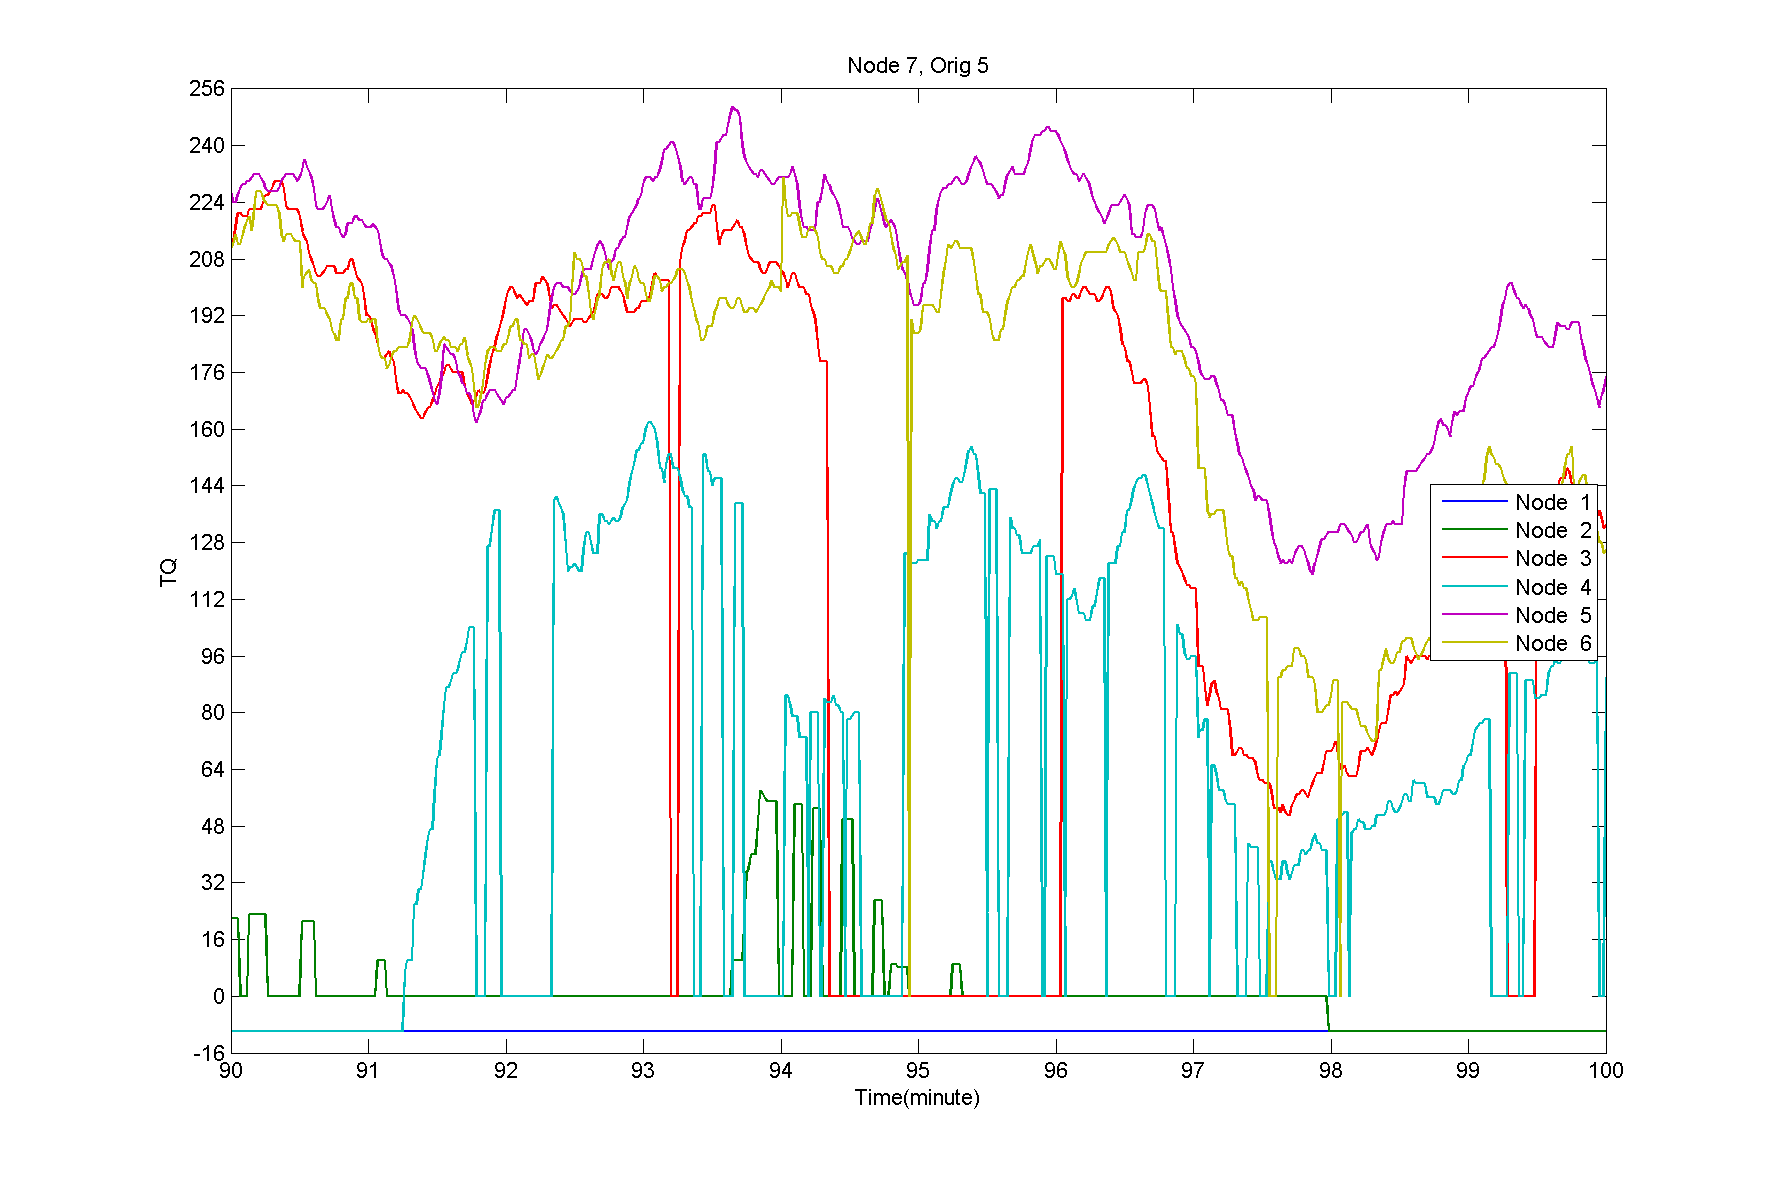 Node 7, Orig 5
256
240
224
208
192
176
160
144
128
112
96
80
64
48
32
16
0
-16
TQ
Node 1
Node 2
Node 3
Node 4
Node 5
Node 6
90 91 92 93 94 95 96 97 98 99 100
Time(minute)